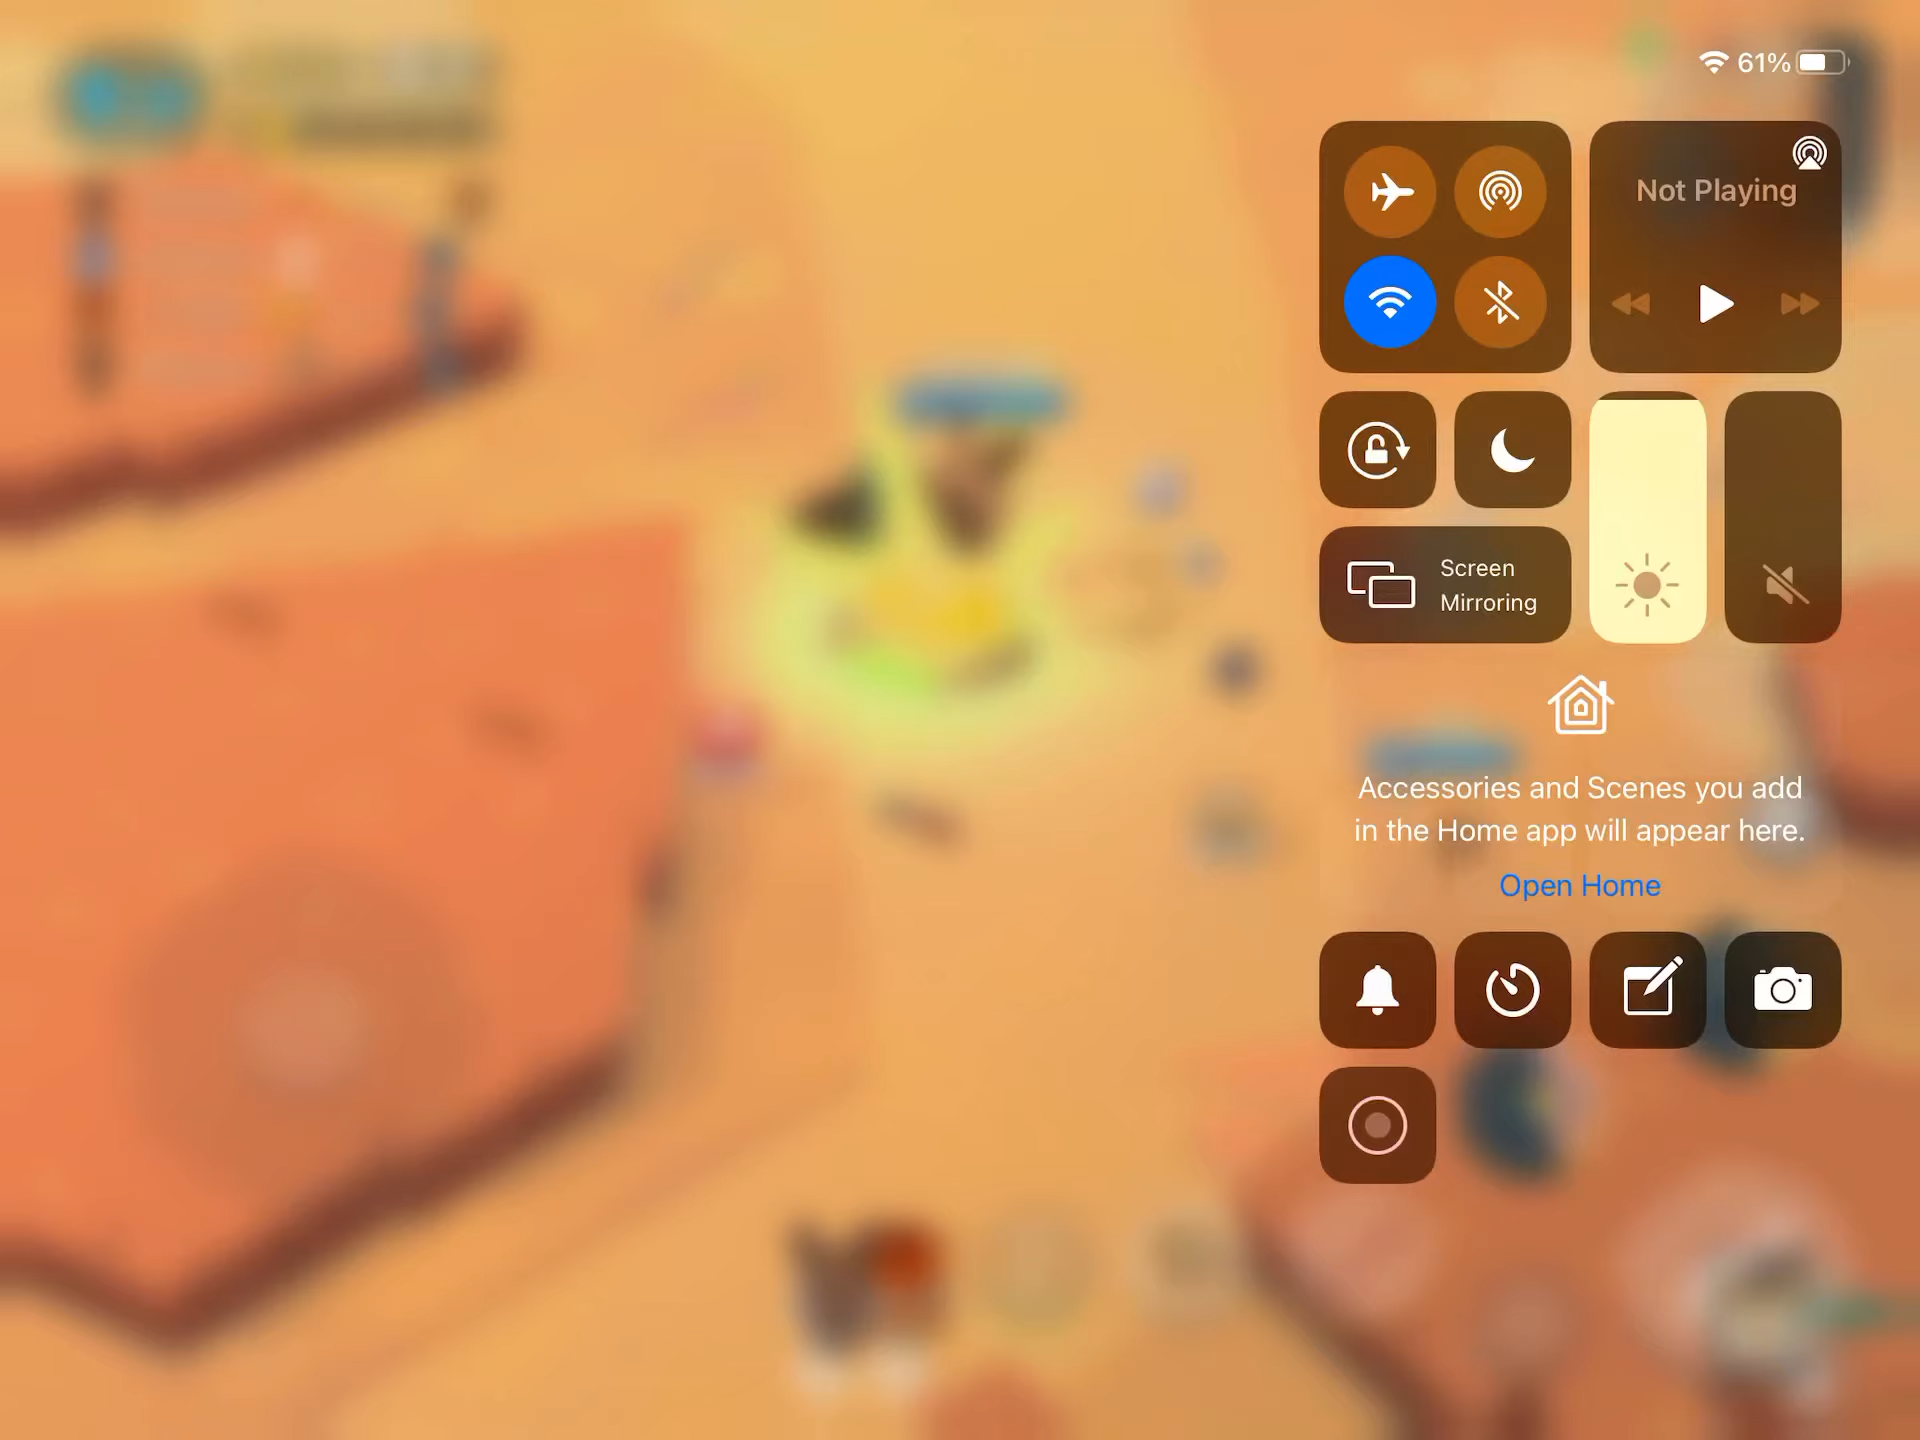 61%
Not Playing
Screen
Mirroring
Accessories and Scenes you add
in the Home app will appear here.
Open Home